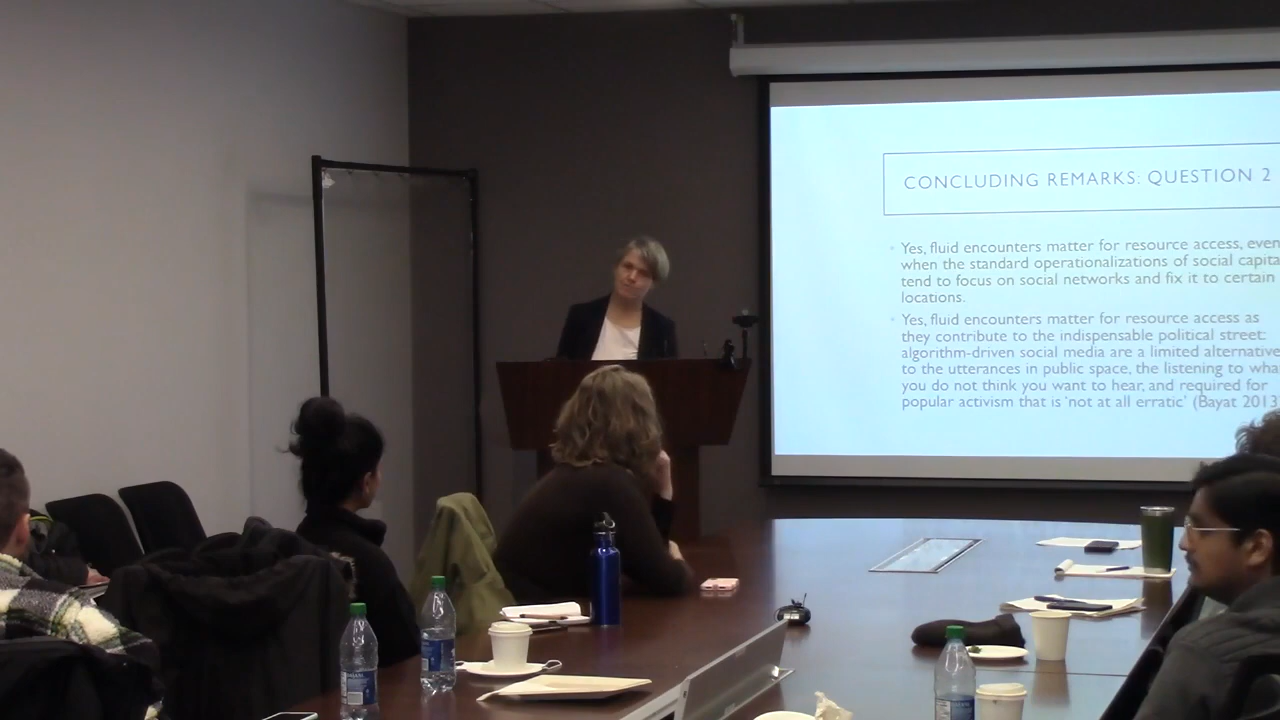 CONCLUDING REMARKS: QUESTION 2
Yes, fluid encounters matter for resource access, even
when the standard operationalizations of social capita
tend to focus on social networks and fix it to certain
locations.
Yes, fluid encounters matter for resource access as
they contribute to the indispensable political street:
algorithm-driven social media are a limited alternative
to the utterances in public space, the listening to wha
you do not think you want to hear, and required for
popular activism that is 'not at all erratic' (Bayat 2013